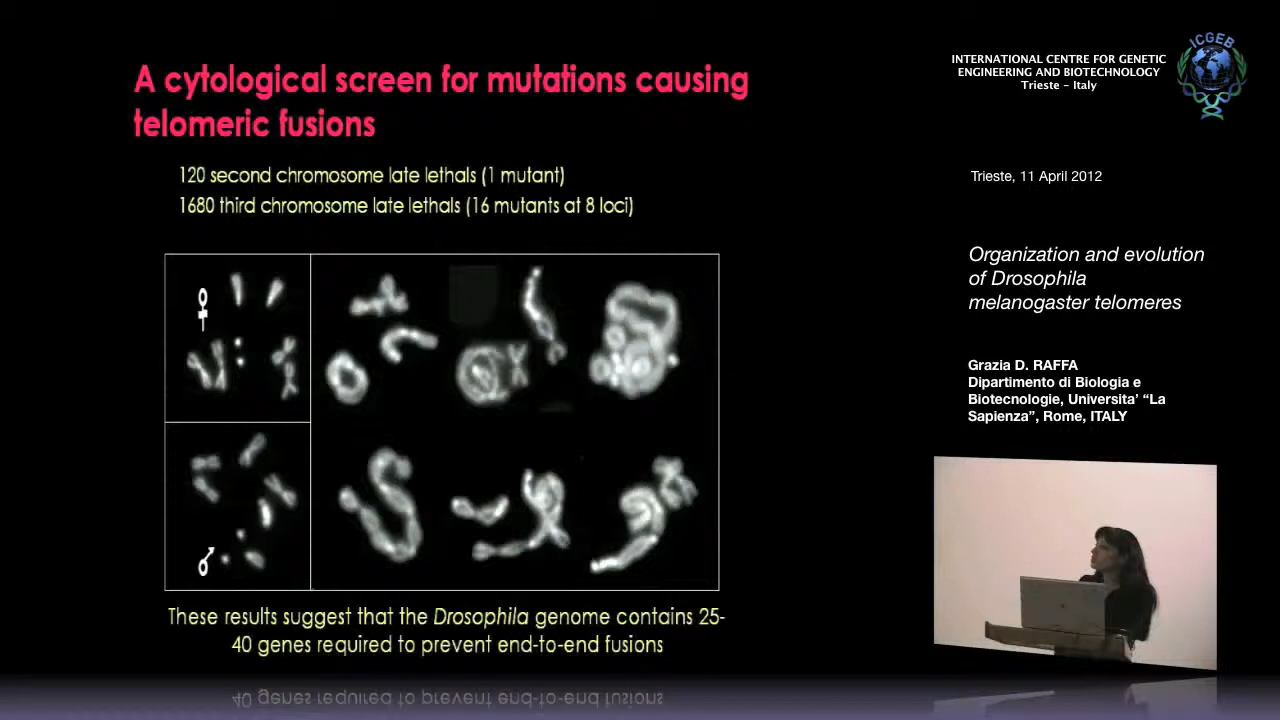 A cytological screen for mutations causing
telomeric fusions
120 second chromosome late lethals (1 mutant)
1680 third chromosome late lethals (16 mutants at 8 loci)
♀
♂
These results suggest that the Drosophila genome contains 25-
40 genes required to prevent end-to-end fusions
INTERNATIONAL CENTRE FOR GENETIC
ENGINEERING AND BIOTECHNOLOGY
Trieste - Italy
ICGEB
Trieste, 11 April 2012
Organization and evolution
of Drosophila
melanogaster telomeres
Grazia D. RAFFA
Dipartimento di Biologia e
Biotecnologie, Universita’ “La
Sapienza”, Rome, ITALY